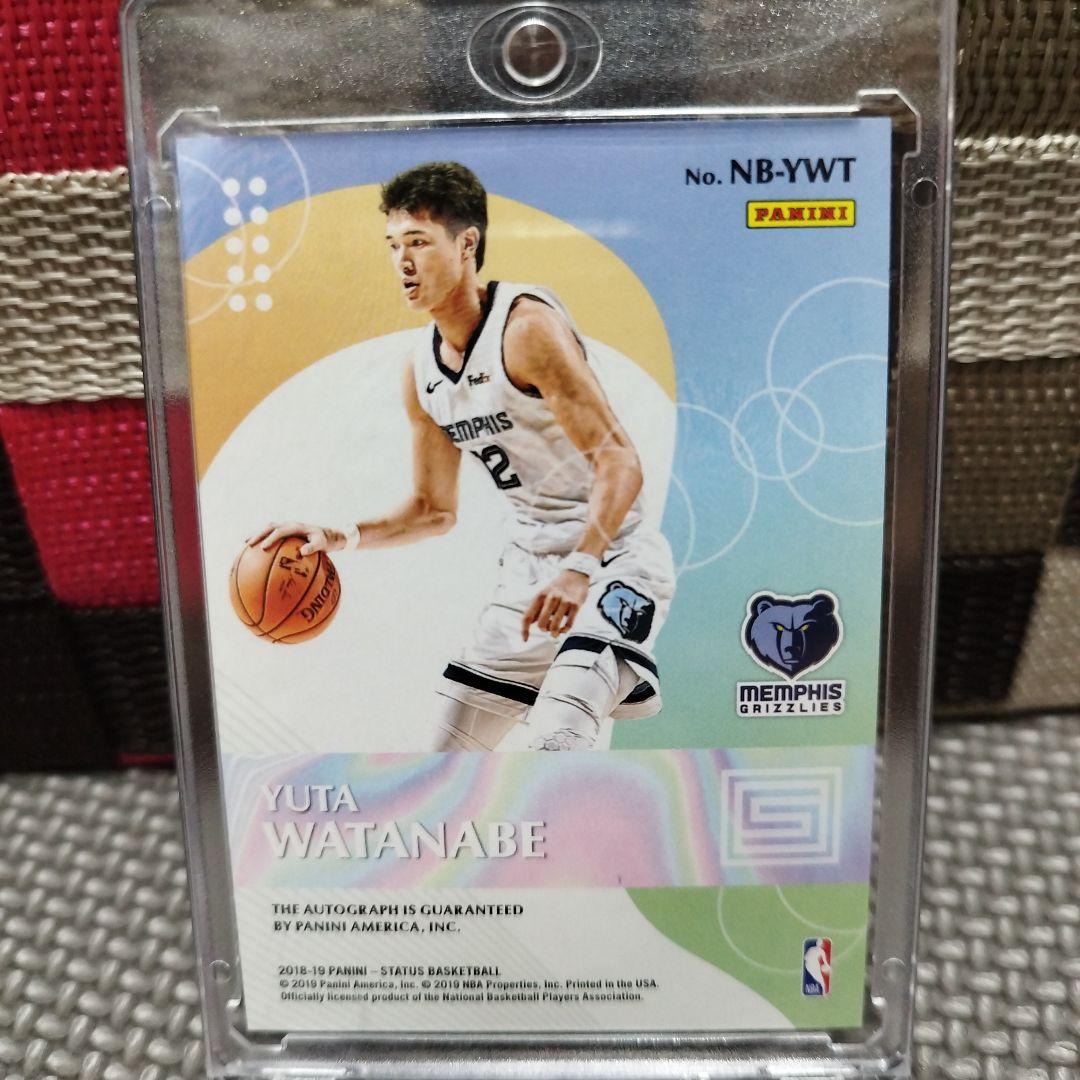 No. NB-YWT
PANINI
FedEx
MEMPHIS
12
SPALDING
MEMPHIS
GRIZZLIES
YUTA
WATANABE
THE AUTOGRAPH IS GUARANTEED
BY PANINI AMERICA, INC.
2018-19 PANINI – STATUS BASKETBALL
© 2019 Panini America, Inc. © 2019 NBA Properties, Inc. Printed in the USA.
Officially licensed product of the National Basketball Players Association.
NBA